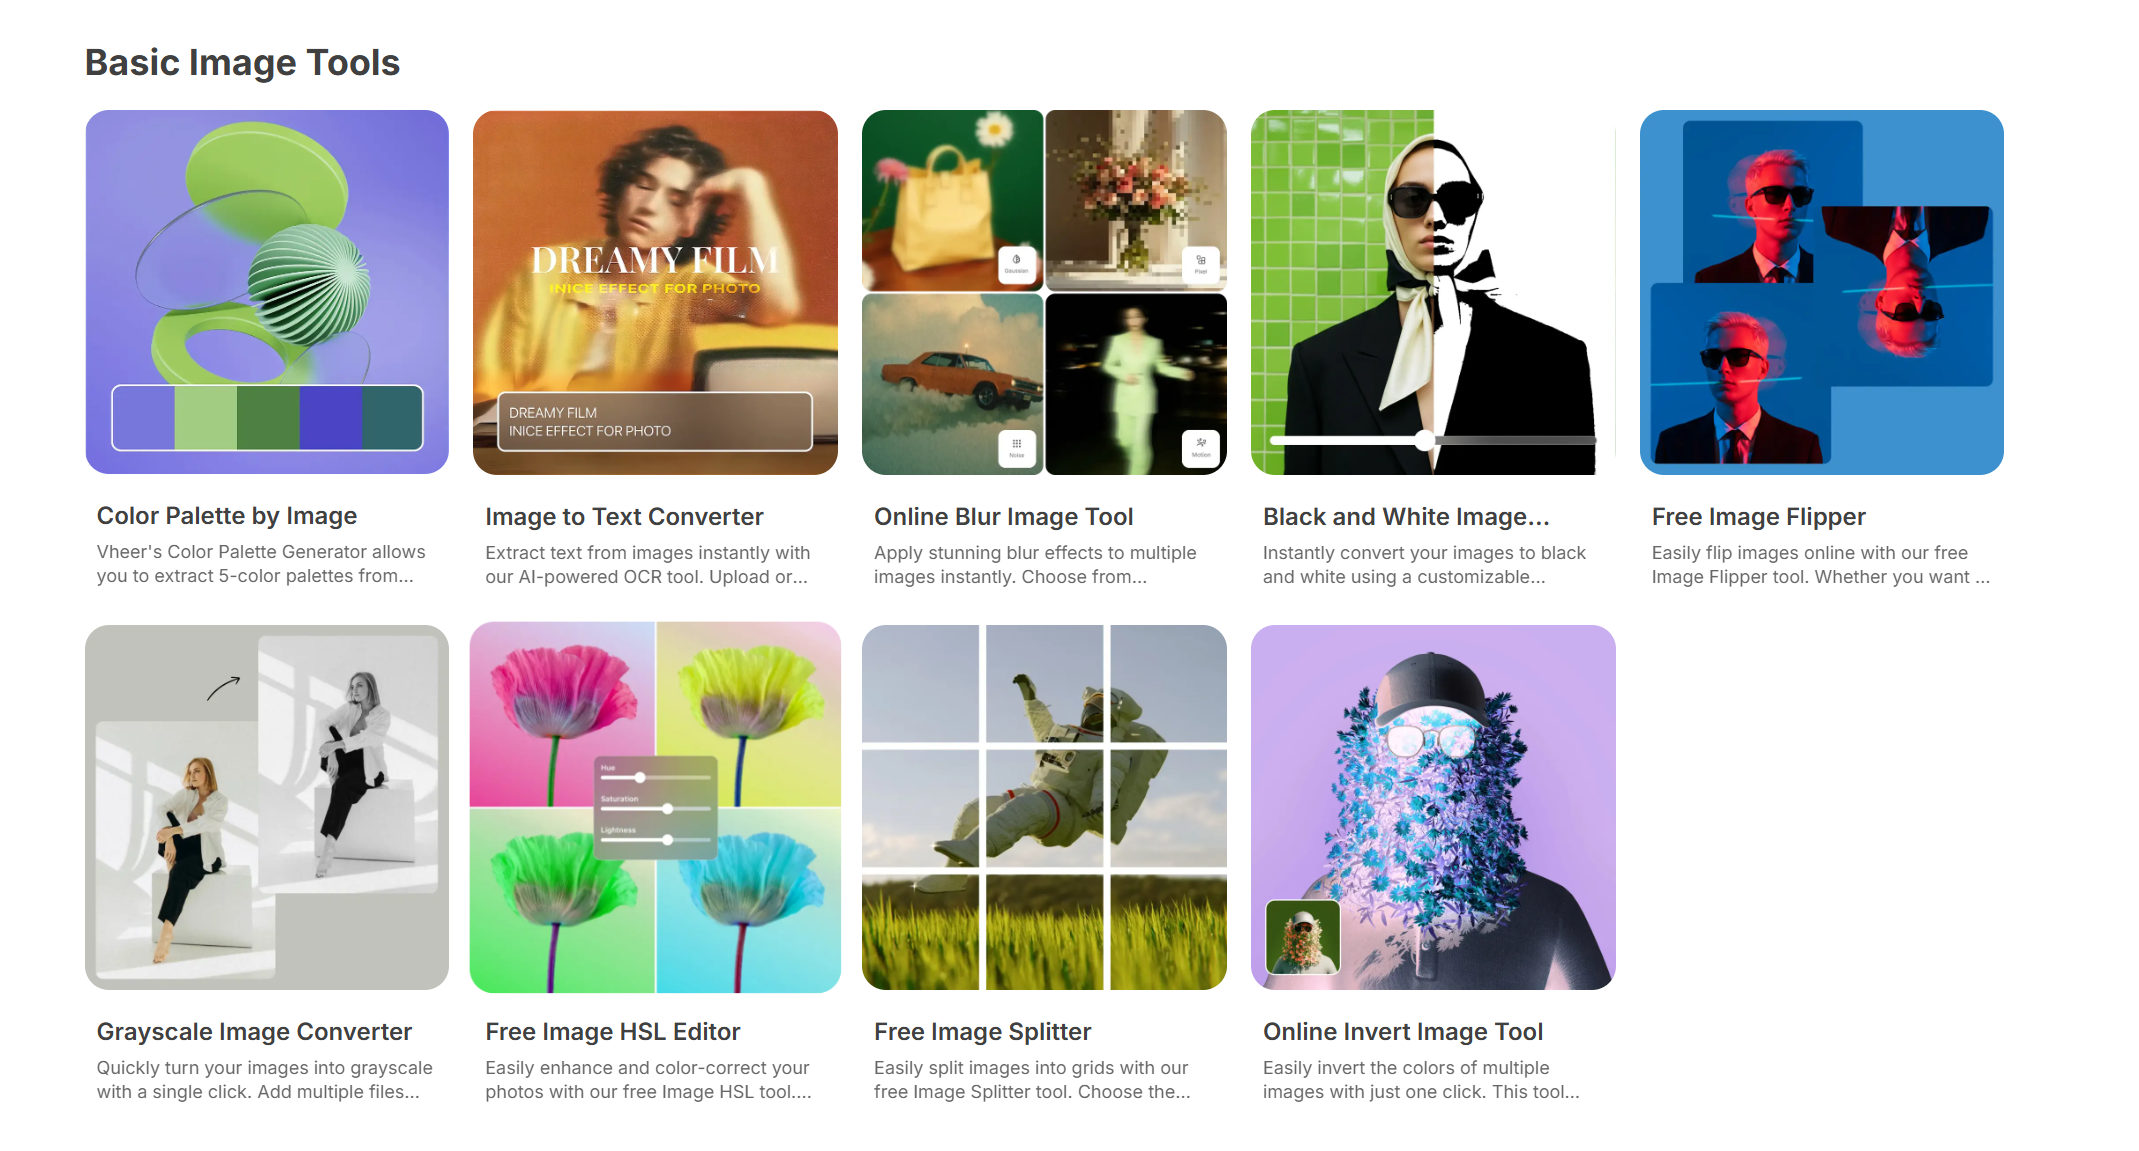 Basic Image Tools
DREAMY FILM
INICE EFFECT FOR PHOTO
DREAMY FILM
INICE EFFECT FOR PHOTO
Gaussian
Pixel
Noise
Motion
Color Palette by Image
Vheer's Color Palette Generator allows
you to extract 5-color palettes from...
Image to Text Converter
Extract text from images instantly with
our AI-powered OCR tool. Upload or...
Online Blur Image Tool
Apply stunning blur effects to multiple
images instantly. Choose from...
Black and White Image...
Instantly convert your images to black
and white using a customizable...
Free Image Flipper
Easily flip images online with our free
Image Flipper tool. Whether you want ...
Hue
Saturation
Lightness
Grayscale Image Converter
Quickly turn your images into grayscale
with a single click. Add multiple files...
Free Image HSL Editor
Easily enhance and color-correct your
photos with our free Image HSL tool....
Free Image Splitter
Easily split images into grids with our
free Image Splitter tool. Choose the...
Online Invert Image Tool
Easily invert the colors of multiple
images with just one click. This tool...